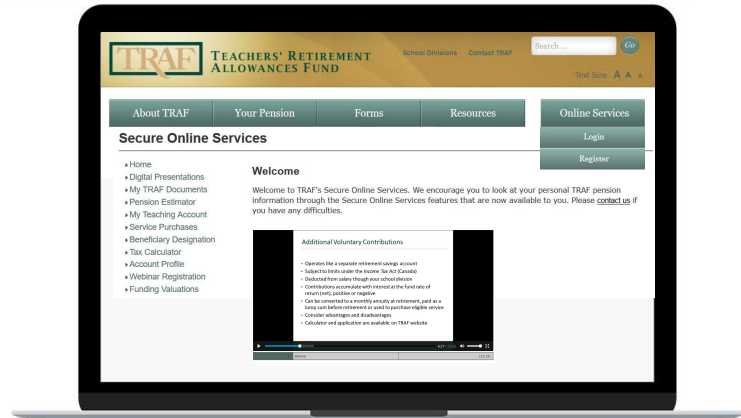 TRAF
TEACHERS' RETIREMENT
ALLOWANCES FUND
School Divisions Contact TRAF
Search ... Go
Text Size: A A A
About TRAF Your Pension Forms Resources Online Services
Login
Register
Secure Online Services
Home
Digital Presentations
My TRAF Documents
Pension Estimator
My Teaching Account
Service Purchases
Beneficiary Designation
Tax Calculator
Account Profile
Webinar Registration
Funding Valuations
Welcome
Welcome to TRAF's Secure Online Services. We encourage you to look at your personal TRAF pension
information through the Secure Online Services features that are now available to you. Please contact us if
you have any difficulties.
Additional Voluntary Contributions
• Operates like a separate retirement savings account
• Subject to limits under the Income Tax Act (Canada)
• Deducted from salary though your school division
• Contributions accumulate with interest at the fund rate of
return (net), positive or negative
• Can be converted to a monthly annuity at retirement, paid as a
lump sum before retirement or used to purchase eligible service
• Consider advantages and disadvantages
• Calculator and application are available on TRAF website